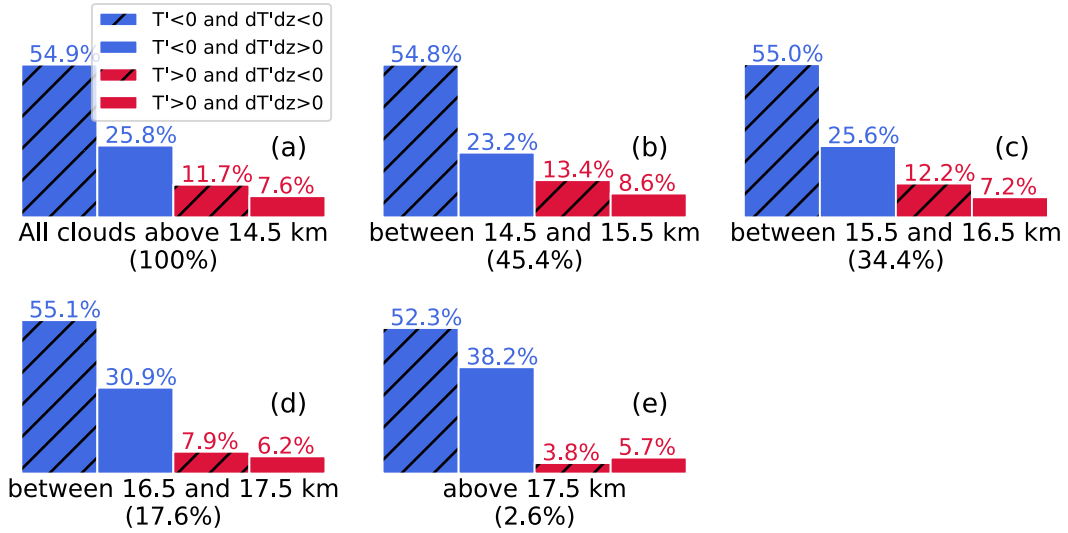 T'<0 and dT'dz<0
T'<0 and dT'dz>0
T'>0 and dT'dz<0
T'>0 and dT'dz>0
54.9%
25.8%
11.7%
7.6%
(a)
All clouds above 14.5 km
(100%)
54.8%
23.2%
13.4%
8.6%
(b)
between 14.5 and 15.5 km
(45.4%)
55.0%
25.6%
12.2%
7.2%
(c)
between 15.5 and 16.5 km
(34.4%)
55.1%
30.9%
7.9%
6.2%
(d)
between 16.5 and 17.5 km
(17.6%)
52.3%
38.2%
3.8%
5.7%
(e)
above 17.5 km
(2.6%)